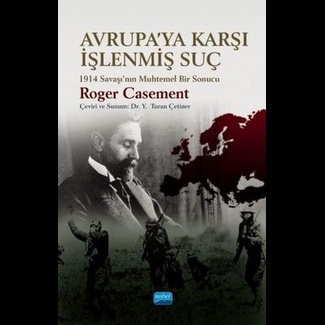 AVRUPA'YA KARŞI
İŞLENMİŞ SUÇ
1914 Savaşı'nın Muhtemel Bir Sonucu
Roger Casement
Çeviri ve Sunum: Dr. Y. Turan Çetiner
nobel